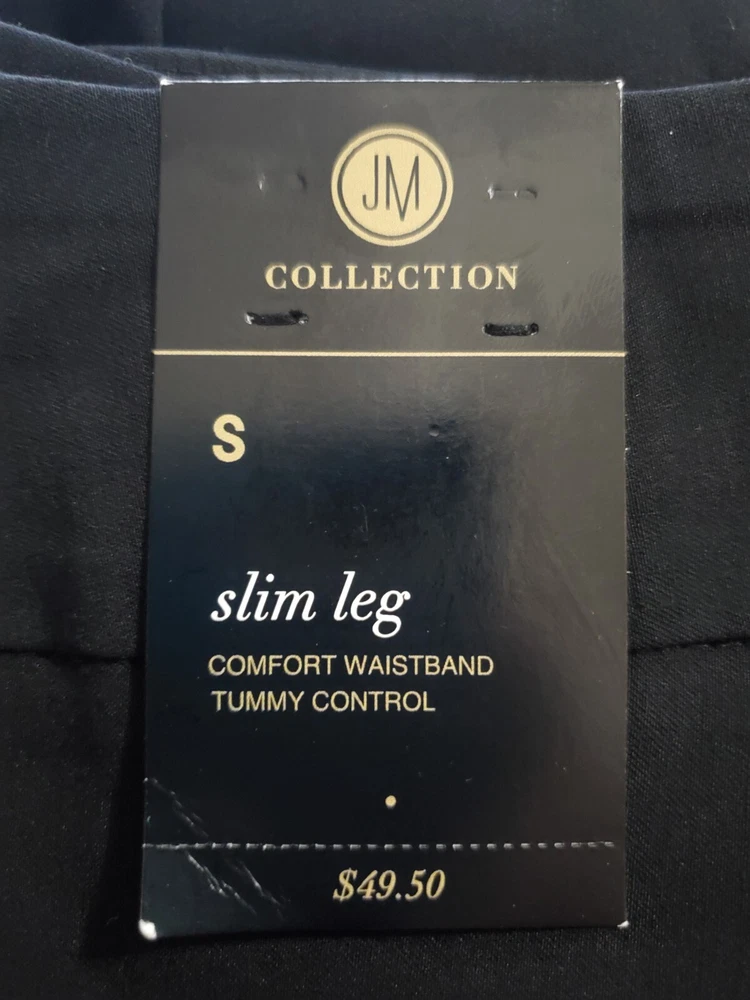 JM
COLLECTION
S
slim leg
COMFORT WAISTBAND
TUMMY CONTROL
$49.50